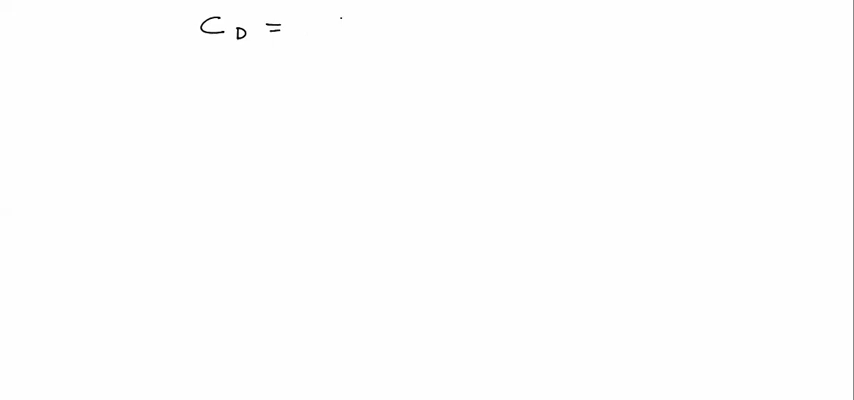 C_D =